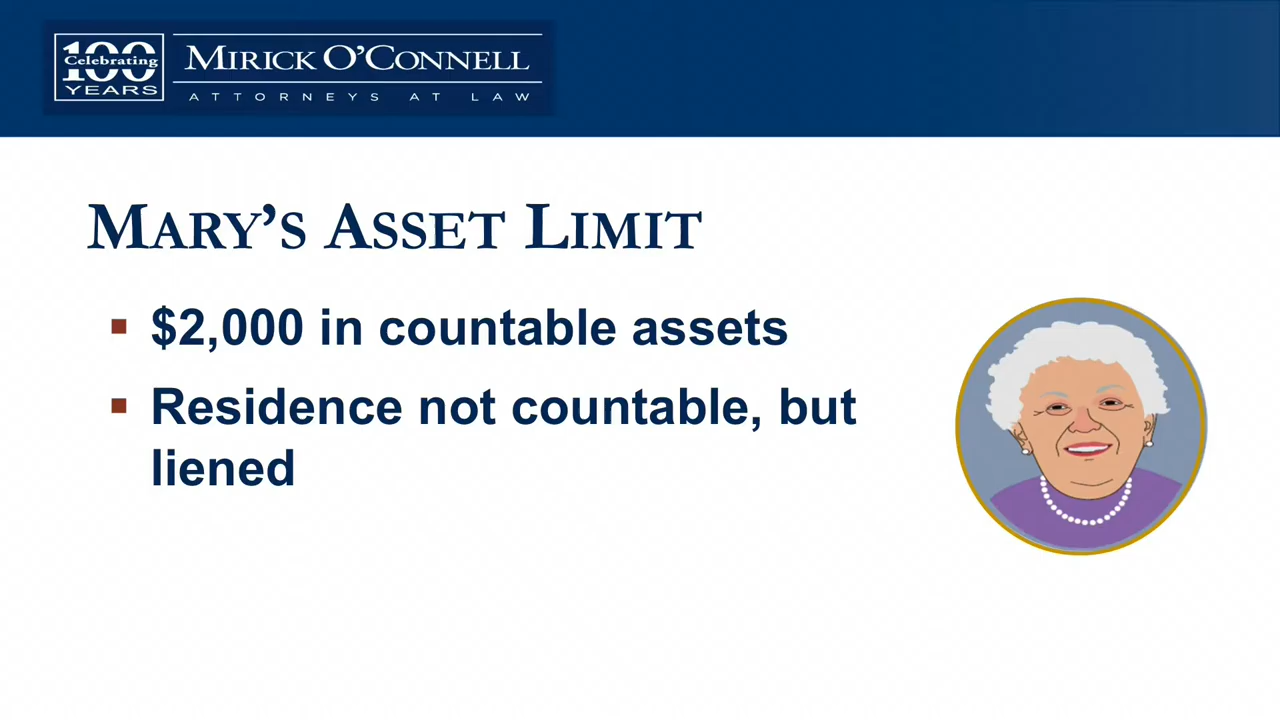 100
Celebrating
YEARS
MIRICK O'CONNELL
ATTORNEYS AT LAW
MARY'S ASSET LIMIT
$2,000 in countable assets
Residence not countable, but
liened